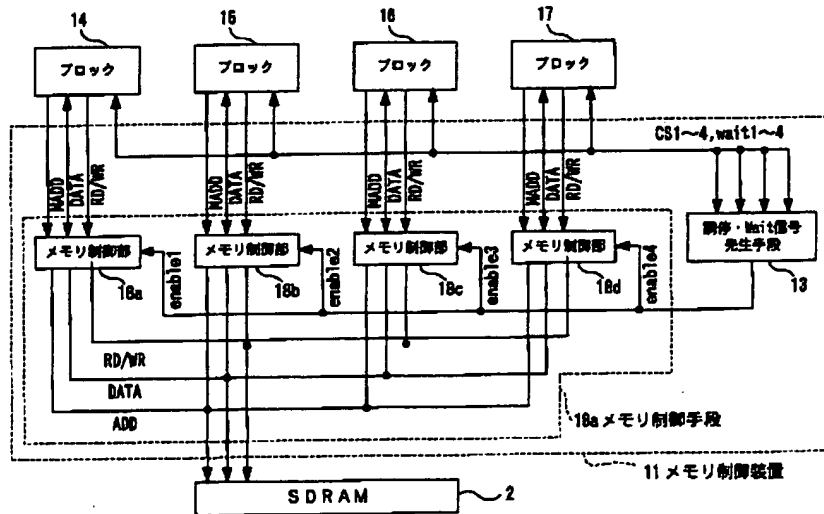 14
15
16
17
ブロック
ブロック
ブロック
ブロック
CS1~4,wait1~4
MADD
DATA
RD/WR
MADD
DATA
RD/WR
MADD
DATA
RD/WR
MADD
DATA
RD/WR
メモリ制御部
メモリ制御部
メモリ制御部
メモリ制御部
調停・Wait信号
発生手段
18a
enable1
18b
enable2
18c
enable3
18d
enable4
13
RD/WR
DATA
ADD
18a メモリ制御手段
11 メモリ制御装置
SDRAM
2